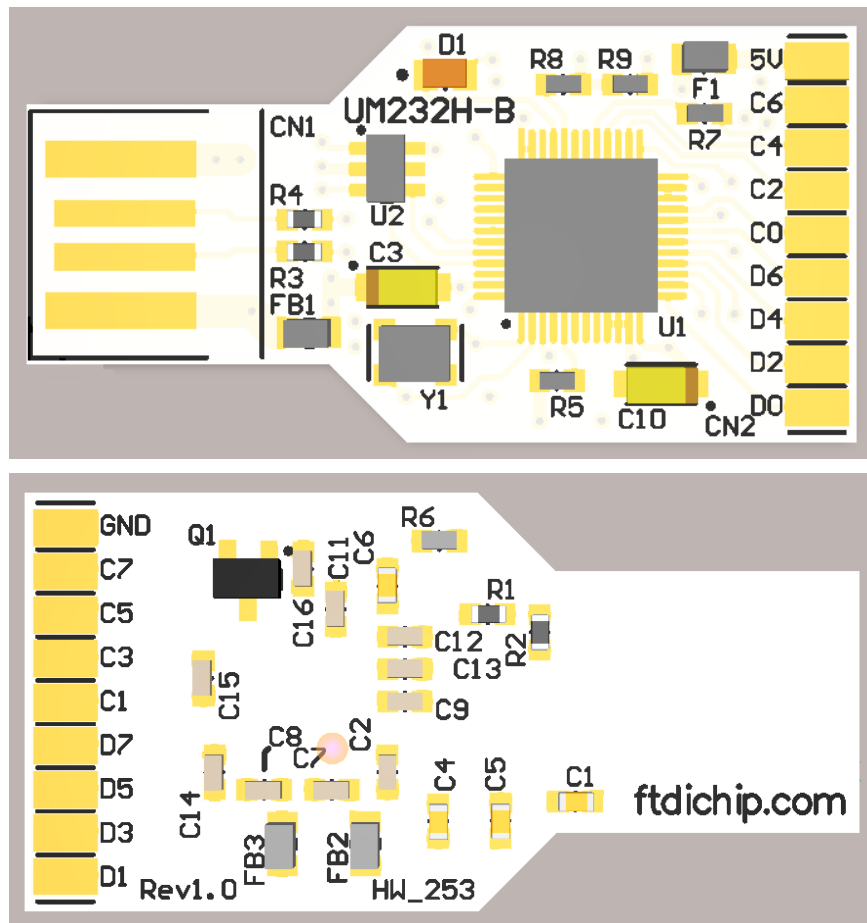 D1
R8
R9
5V
F1
C6
UM232H-B
R7
CN1
C4
R4
U2
C2
C3
C0
R3
D6
FB1
U1
D4
D2
Y1
R5
C10
CN2
D0
GND
Q1
R6
C7
C11
C6
C5
C16
R1
C3
C12
R2
C13
C15
C1
C9
D7
C8
C7
C2
D5
C14
C4
C5
C1
ftdichip.com
D3
FB3
FB2
D1
Rev1.0
HW_253